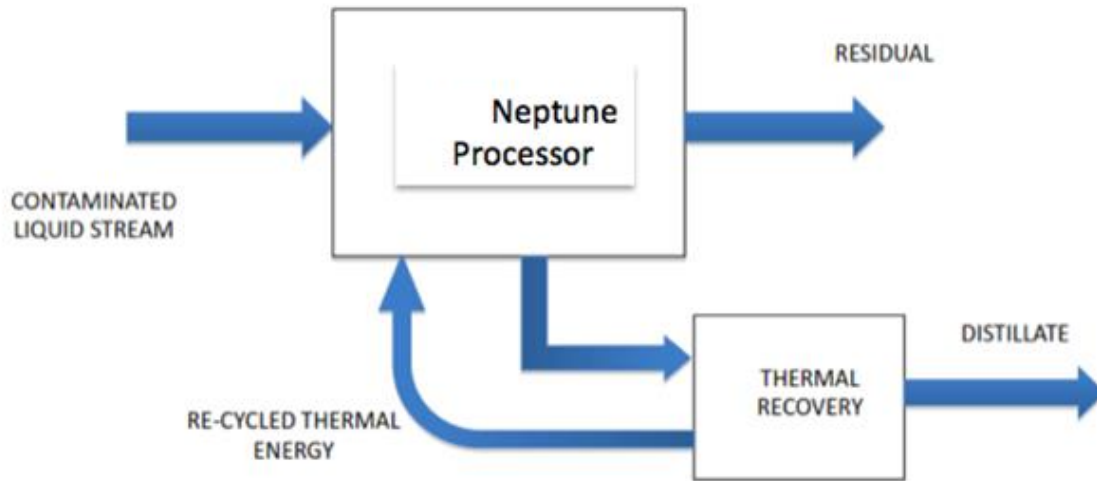 RESIDUAL
Neptune
Processor
CONTAMINATED
LIQUID STREAM
DISTILLATE
THERMAL
RECOVERY
RE-CYCLED THERMAL
ENERGY